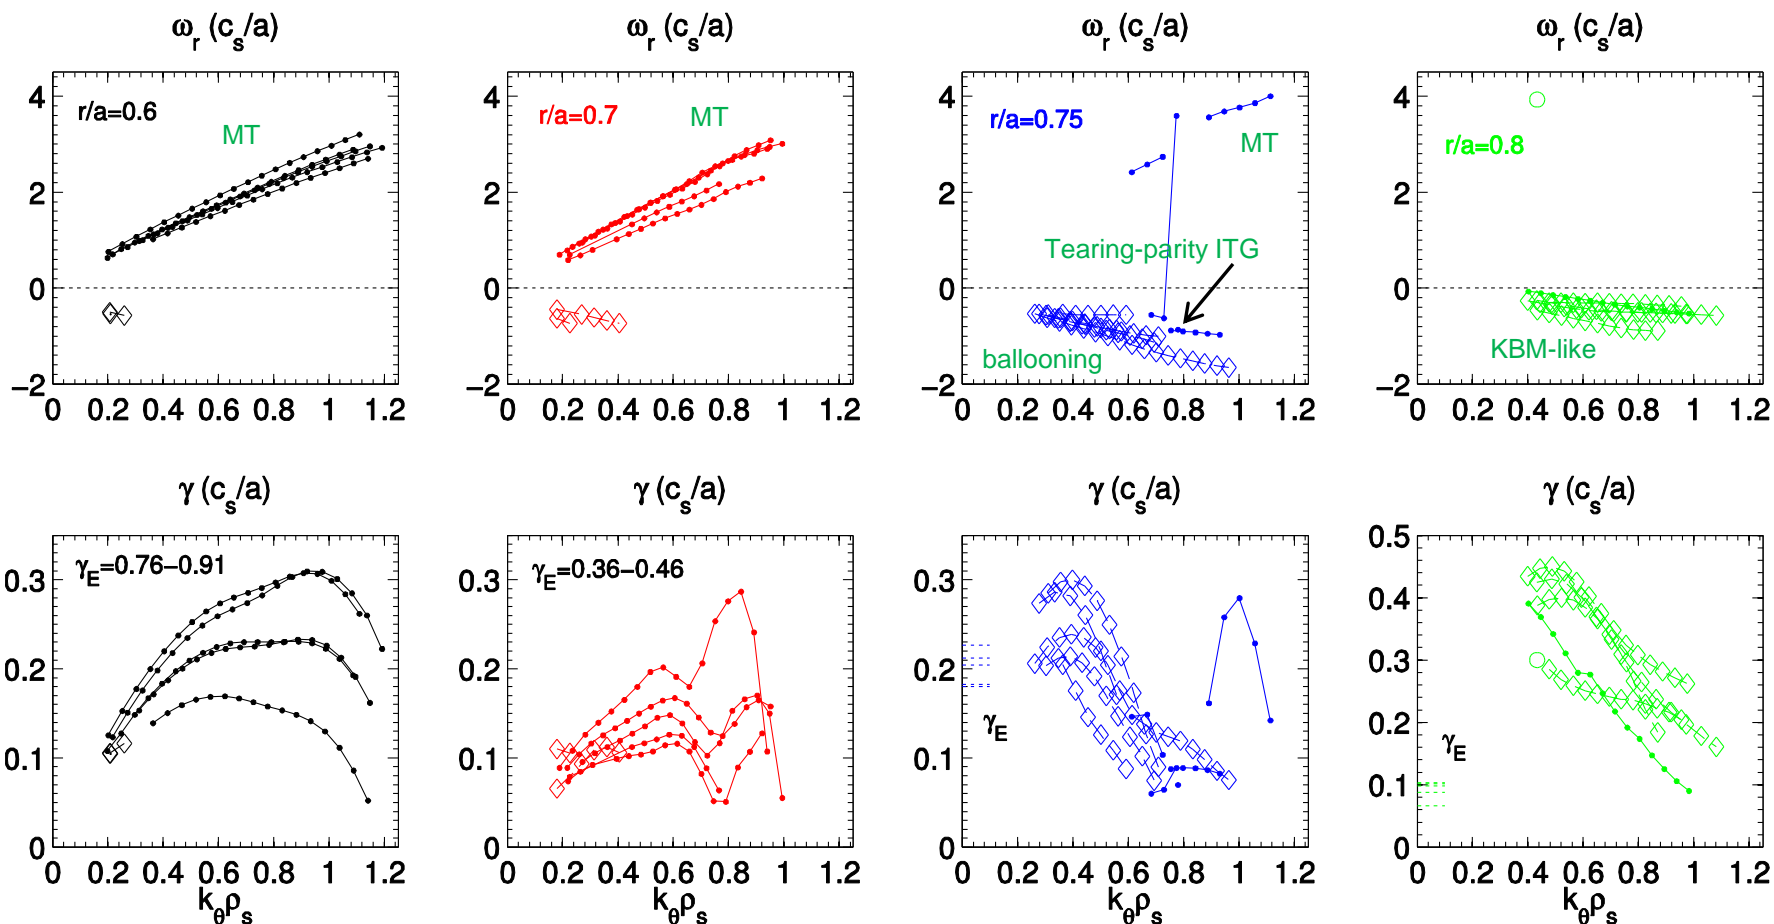 ω_r (c_s/a) ω_r (c_s/a) ω_r (c_s/a) ω_r (c_s/a)
r/a=0.6
MT
4
2
0
−2
0 0.2 0.4 0.6 0.8 1 1.2
r/a=0.7
MT
4
2
0
−2
0 0.2 0.4 0.6 0.8 1 1.2
r/a=0.75
MT
Tearing-parity ITG
ballooning
4
2
0
−2
0 0.2 0.4 0.6 0.8 1 1.2
r/a=0.8
KBM-like
4
2
0
−2
0 0.2 0.4 0.6 0.8 1 1.2
γ (c_s/a) γ (c_s/a) γ (c_s/a) γ (c_s/a)
γ_E=0.76−0.91
0.3
0.2
0.1
0
0 0.2 0.4 0.6 0.8 1 1.2
k_θρ_s
γ_E=0.36−0.46
0.3
0.2
0.1
0
0 0.2 0.4 0.6 0.8 1 1.2
k_θρ_s
0.3
0.2
γ_E
0.1
0
0 0.2 0.4 0.6 0.8 1 1.2
k_θρ_s
0.5
0.4
0.3
0.2
γ_E
0.1
0
0 0.2 0.4 0.6 0.8 1 1.2
k_θρ_s